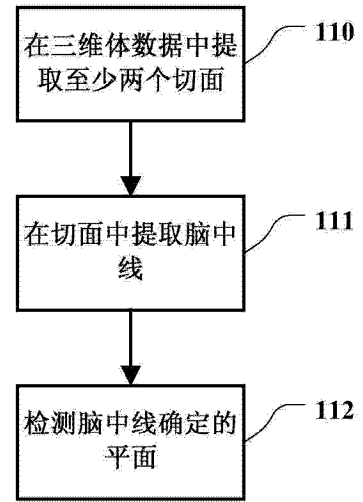 在三维体数据中提
取至少两个切面
110
在切面中提取脑中
线
111
检测脑中线确定的
平面
112